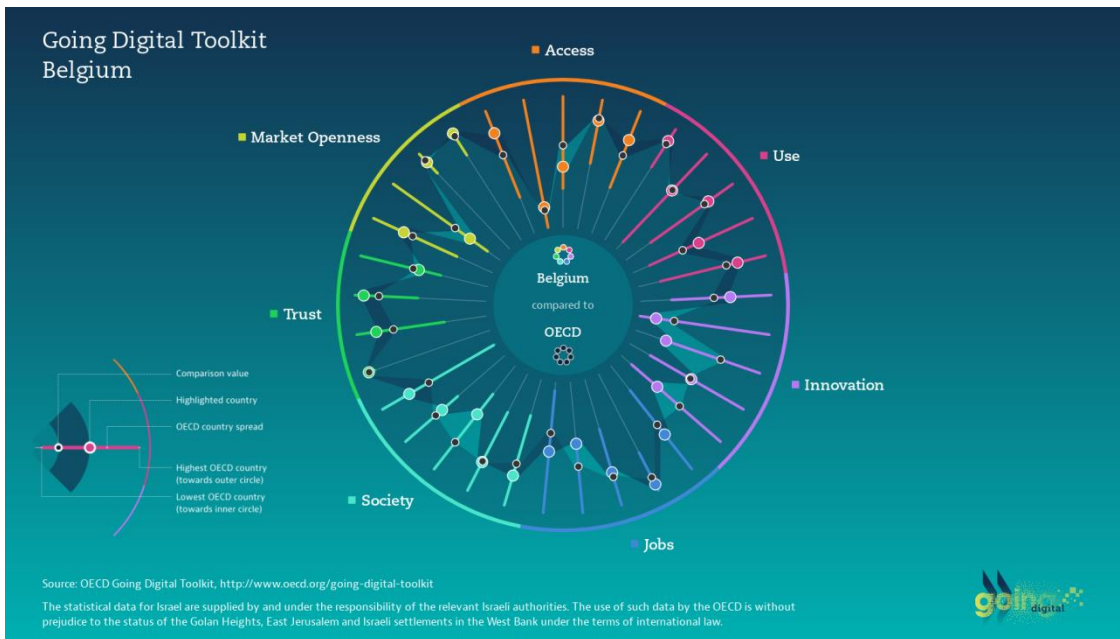 Going Digital Toolkit
Belgium
Access
Market Openness
Use
Belgium
compared to
OECD
Trust
Innovation
Comparison value
Highlighted country
OECD country spread
Highest OECD country
(towards outer circle)
Lowest OECD country
(towards inner circle)
Society
Jobs
Source: OECD Going Digital Toolkit, http://www.oecd.org/going-digital-toolkit
The statistical data for Israel are supplied by and under the responsibility of the relevant Israeli authorities. The use of such data by the OECD is without
prejudice to the status of the Golan Heights, East Jerusalem and Israeli settlements in the West Bank under the terms of international law.
going
digital